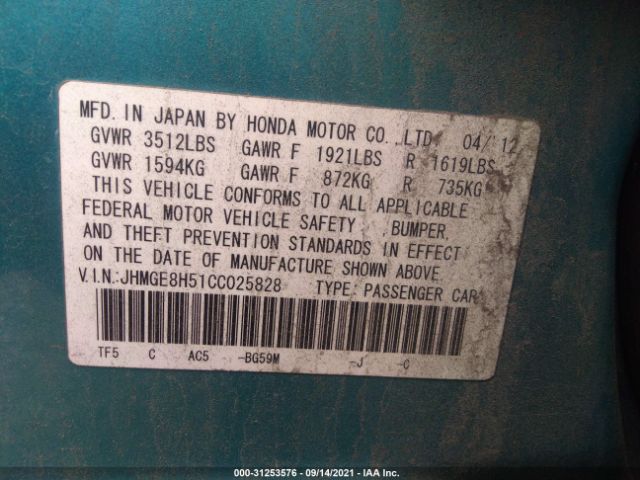 MFD. IN JAPAN BY HONDA MOTOR CO., LTD. 04/12
GVWR 3512LBS GAWR F 1921LBS R 1619LBS
GVWR 1594KG GAWR F 872KG R 735KG
THIS VEHICLE CONFORMS TO ALL APPLICABLE
FEDERAL MOTOR VEHICLE SAFETY, BUMPER,
AND THEFT PREVENTION STANDARDS IN EFFECT
ON THE DATE OF MANUFACTURE SHOWN ABOVE.
V.I.N.:JHMGE8H51CC025828 TYPE: PASSENGER CAR
TF5 C AC5 -BG59M -J -C
000-31253576 - 09/14/2021 - IAA Inc.